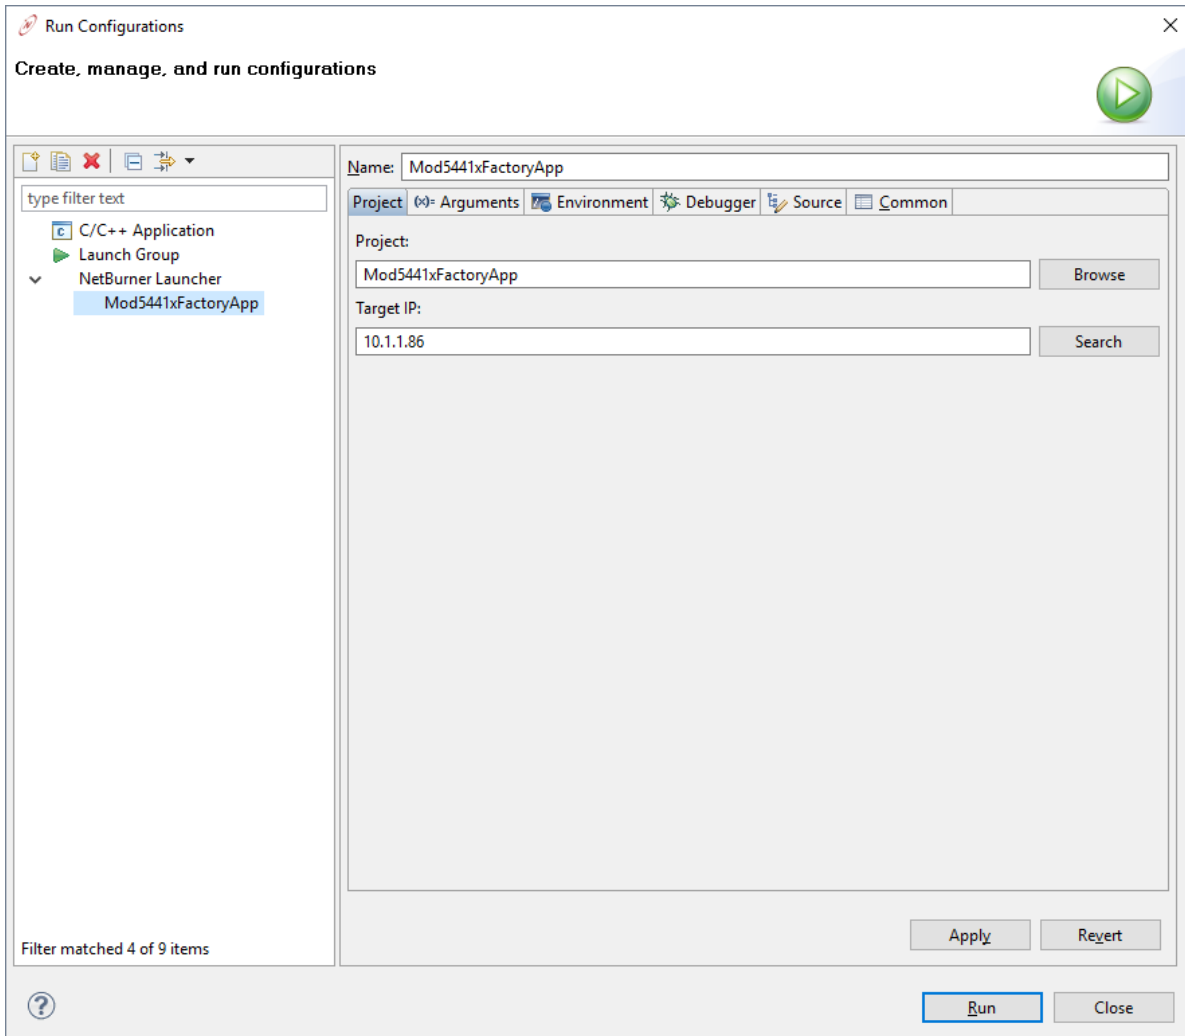 Run Configurations
Create, manage, and run configurations
type filter text
C/C++ Application
Launch Group
NetBurner Launcher
Mod5441xFactoryApp
Filter matched 4 of 9 items
Name: Mod5441xFactoryApp
Project (x)= Arguments Environment Debugger Source Common
Project:
Mod5441xFactoryApp Browse
Target IP:
10.1.1.86 Search
Apply Revert
? Run Close